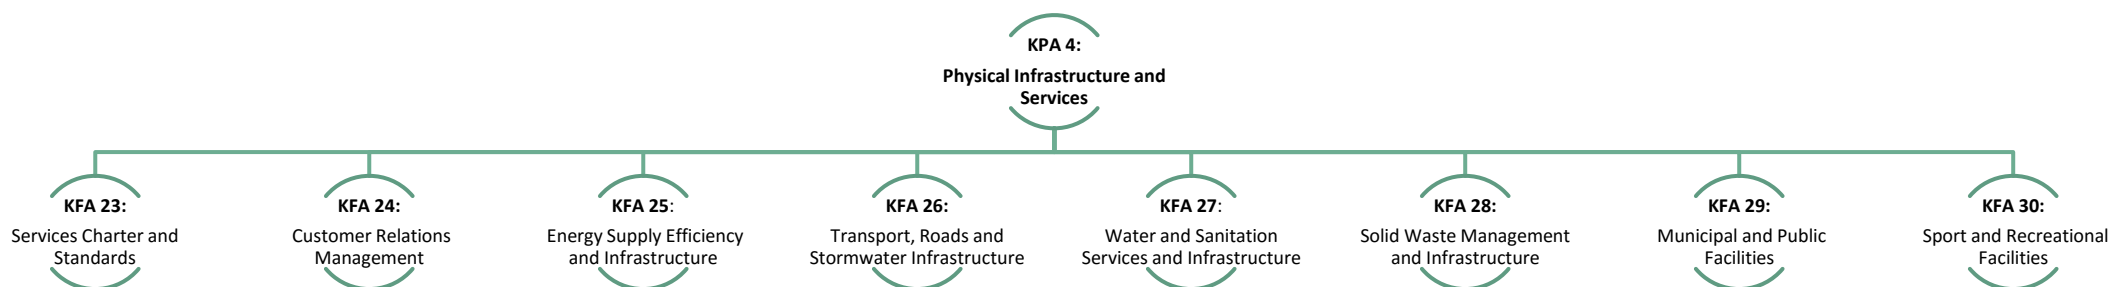 KPA 4:
Physical Infrastructure and
Services
KFA 23:
Services Charter and
Standards
KFA 24:
Customer Relations
Management
KFA 25:
Energy Supply Efficiency
and Infrastructure
KFA 26:
Transport, Roads and
Stormwater Infrastructure
KFA 27:
Water and Sanitation
Services and Infrastructure
KFA 28:
Solid Waste Management
and Infrastructure
KFA 29:
Municipal and Public
Facilities
KFA 30:
Sport and Recreational
Facilities